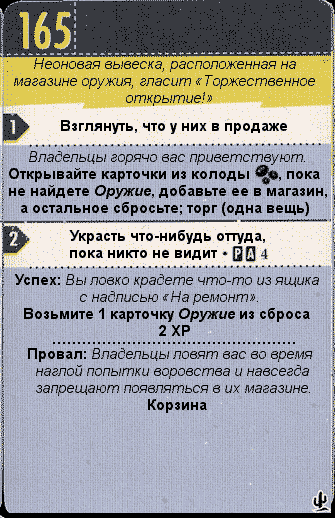 165
Неоновая вывеска, расположенная на
магазине оружия, гласит «Торжественное
открытие!»
1 Взглянуть, что у них в продаже
Владельцы горячо вас приветствуют.
Открывайте карточки из колоды , пока
не найдете Оружие, добавьте ее в магазин,
а остальное сбросьте; торг (одна вещь)
2 Украсть что-нибудь оттуда,
пока никто не видит • P A 4
Успех: Вы ловко крадете что-то из ящика
с надписью «На ремонт».
Возьмите 1 карточку Оружие из сброса
2 XP
Провал: Владельцы ловят вас во время
наглой попытки воровства и навсегда
запрещают появляться в их магазине.
Корзина